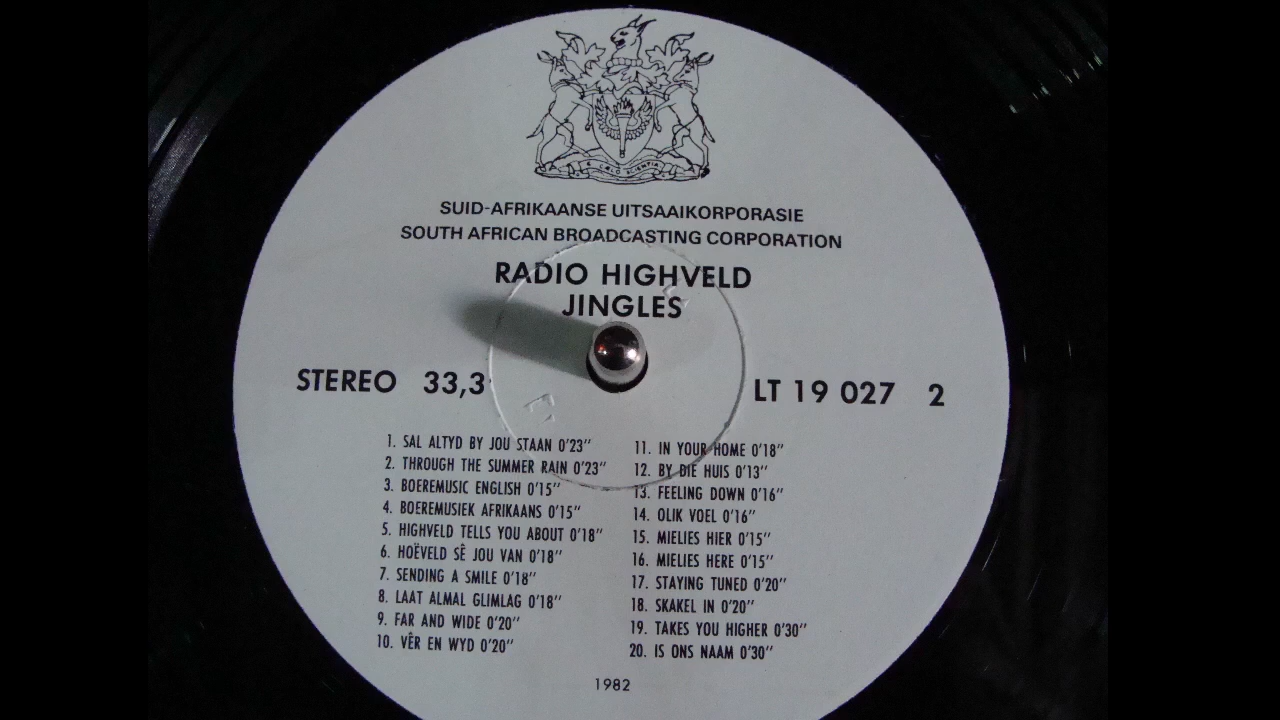 E CÆLO SCIENTIA
SUID-AFRIKAANSE UITSAAIKORPORASIE
SOUTH AFRICAN BROADCASTING CORPORATION
RADIO HIGHVELD
JINGLES
STEREO 33,3
LT 19 027 2
1. SAL ALTYD BY JOU STAAN 0'23"
2. THROUGH THE SUMMER RAIN 0'23"
3. BOEREMUSIC ENGLISH 0'15"
4. BOEREMUSIEK AFRIKAANS 0'15"
5. HIGHVELD TELLS YOU ABOUT 0'18"
6. HOËVELD SÊ JOU VAN 0'18"
7. SENDING A SMILE 0'18"
8. LAAT ALMAL GLIMLAG 0'18"
9. FAR AND WIDE 0'20"
10. VÊR EN WYD 0'20"
11. IN YOUR HOME 0'18"
12. BY DIE HUIS 0'13"
13. FEELING DOWN 0'16"
14. OLIK VOEL 0'16"
15. MIELIES HIER 0'15"
16. MIELIES HERE 0'15"
17. STAYING TUNED 0'20"
18. SKAKEL IN 0'20"
19. TAKES YOU HIGHER 0'30"
20. IS ONS NAAM 0'30"
1982